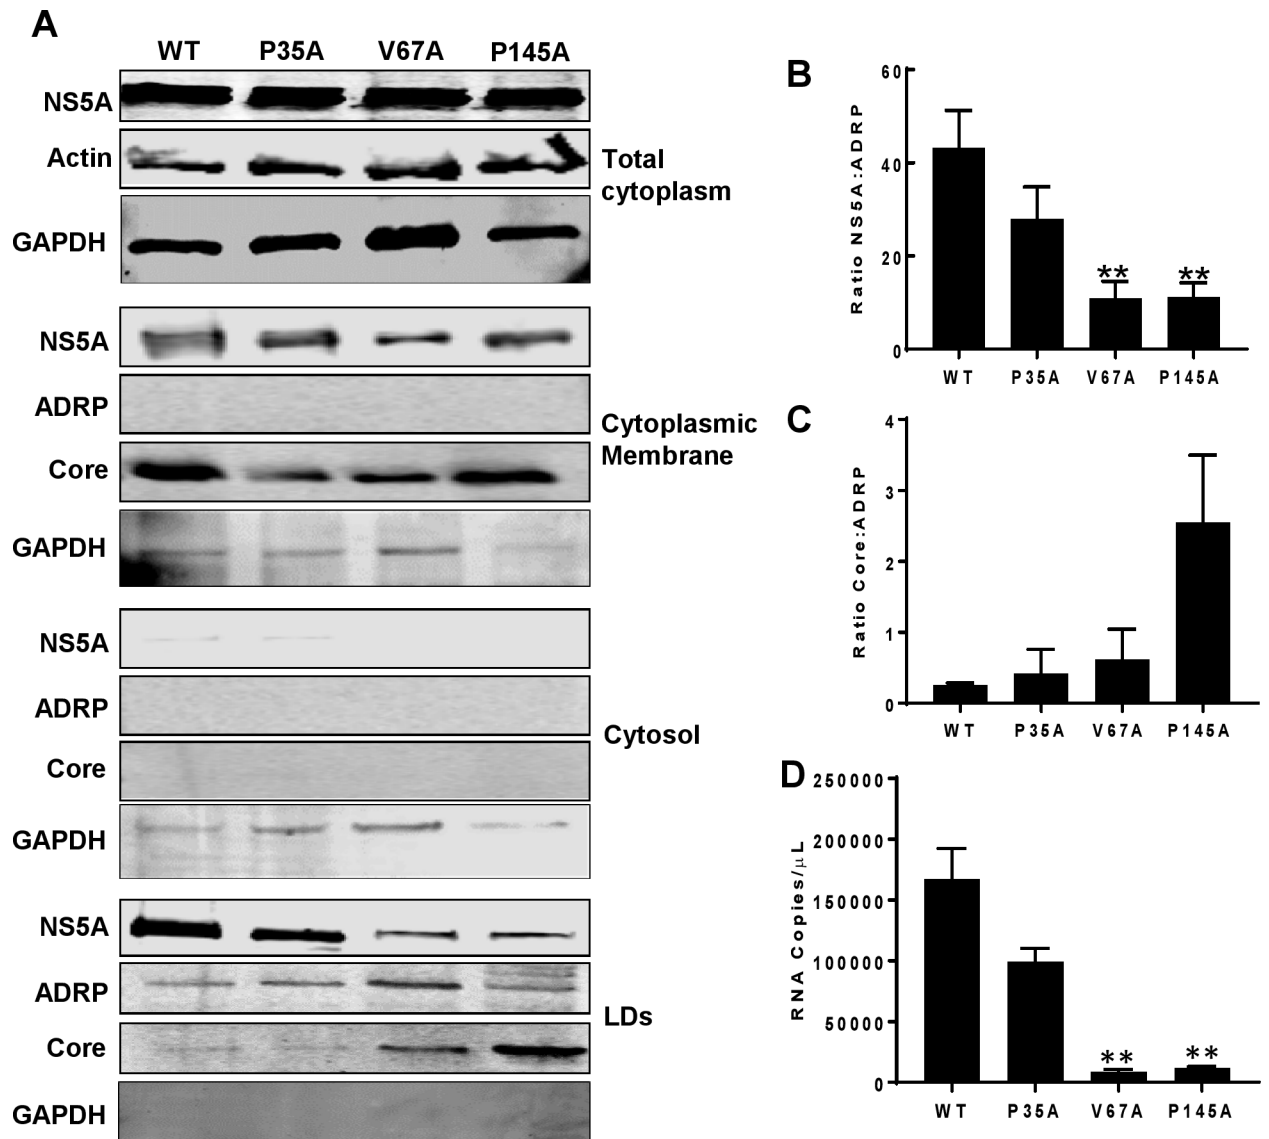 A
WT P35A V67A P145A
NS5A
Actin
GAPDH
Total
cytoplasm
NS5A
ADRP
Core
GAPDH
Cytoplasmic
Membrane
NS5A
ADRP
Core
GAPDH
Cytosol
NS5A
ADRP
Core
GAPDH
LDs
B
Ratio NS5A:ADRP
60
40
20
0
** **
WT P35A V67A P145A
C
Ratio Core:ADRP
4
3
2
1
0
WT P35A V67A P145A
D
RNA Copies/μL
250000
200000
150000
100000
50000
0
** **
WT P35A V67A P145A